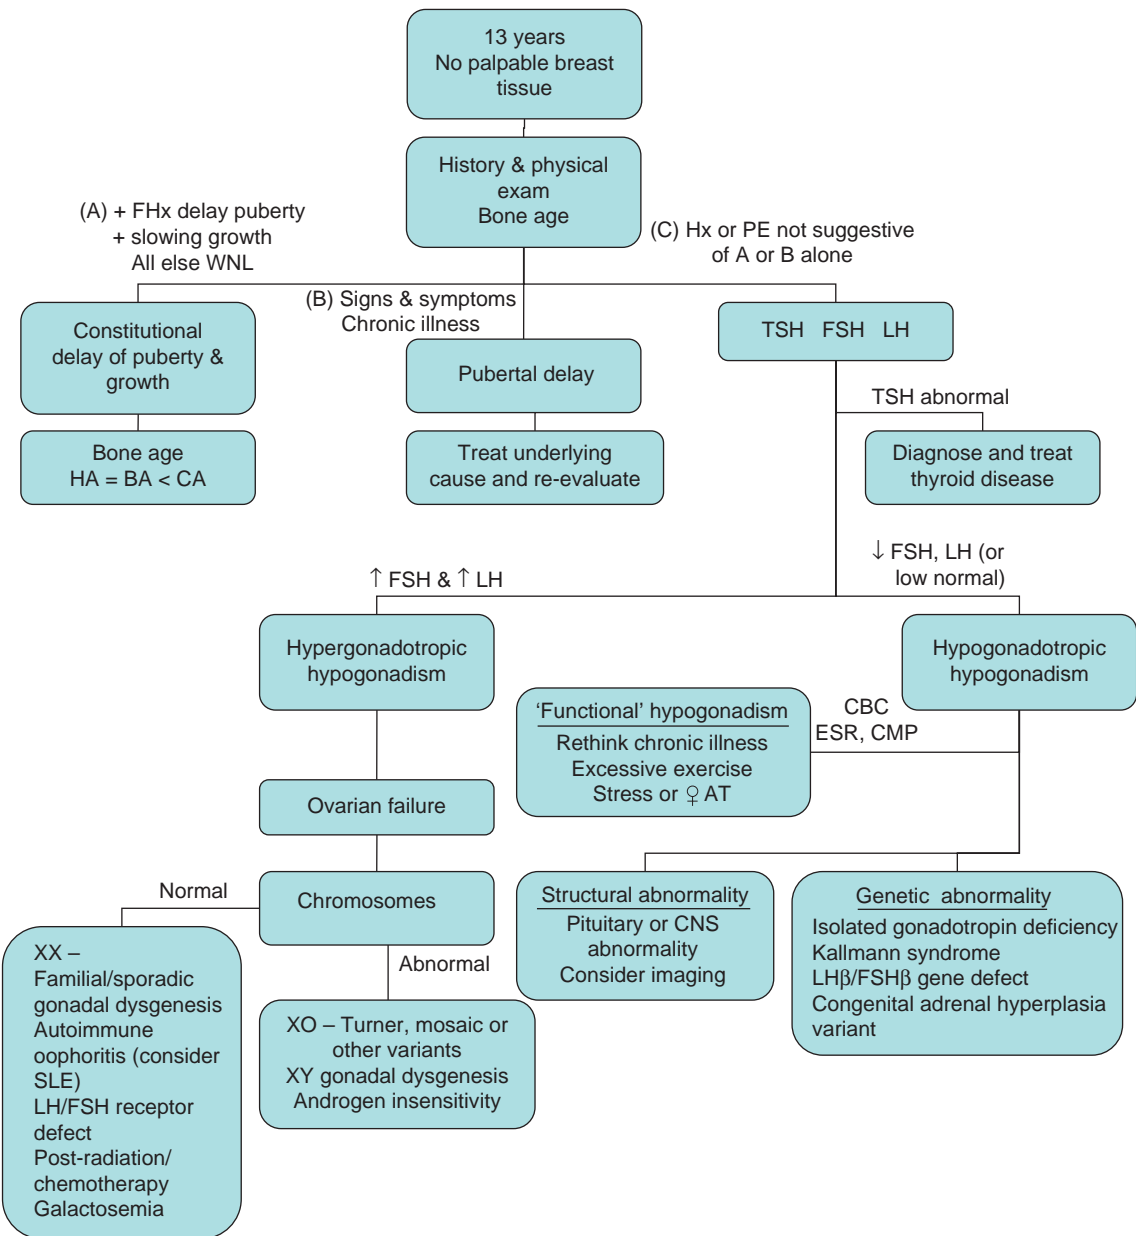 13 years
No palpable breast
tissue
History & physical
exam
Bone age
(A) + FHx delay puberty
+ slowing growth
All else WNL
(B) Signs & symptoms
Chronic illness
(C) Hx or PE not suggestive
of A or B alone
Constitutional
delay of puberty &
growth
Bone age
HA = BA < CA
Pubertal delay
Treat underlying
cause and re-evaluate
TSH FSH LH
TSH abnormal
Diagnose and treat
thyroid disease
↑ FSH & ↑ LH
↓ FSH, LH (or
low normal)
Hypergonadotropic
hypogonadism
Hypogonadotropic
hypogonadism
CBC
ESR, CMP
‘Functional’ hypogonadism
Rethink chronic illness
Excessive exercise
Stress or ♀ AT
Ovarian failure
Chromosomes
Normal
Abnormal
XX –
Familial/sporadic
gonadal dysgenesis
Autoimmune
oophoritis (consider
SLE)
LH/FSH receptor
defect
Post-radiation/
chemotherapy
Galactosemia
XO – Turner, mosaic or
other variants
XY gonadal dysgenesis
Androgen insensitivity
Structural abnormality
Pituitary or CNS
abnormality
Consider imaging
Genetic abnormality
Isolated gonadotropin deficiency
Kallmann syndrome
LHβ/FSHβ gene defect
Congenital adrenal hyperplasia
variant